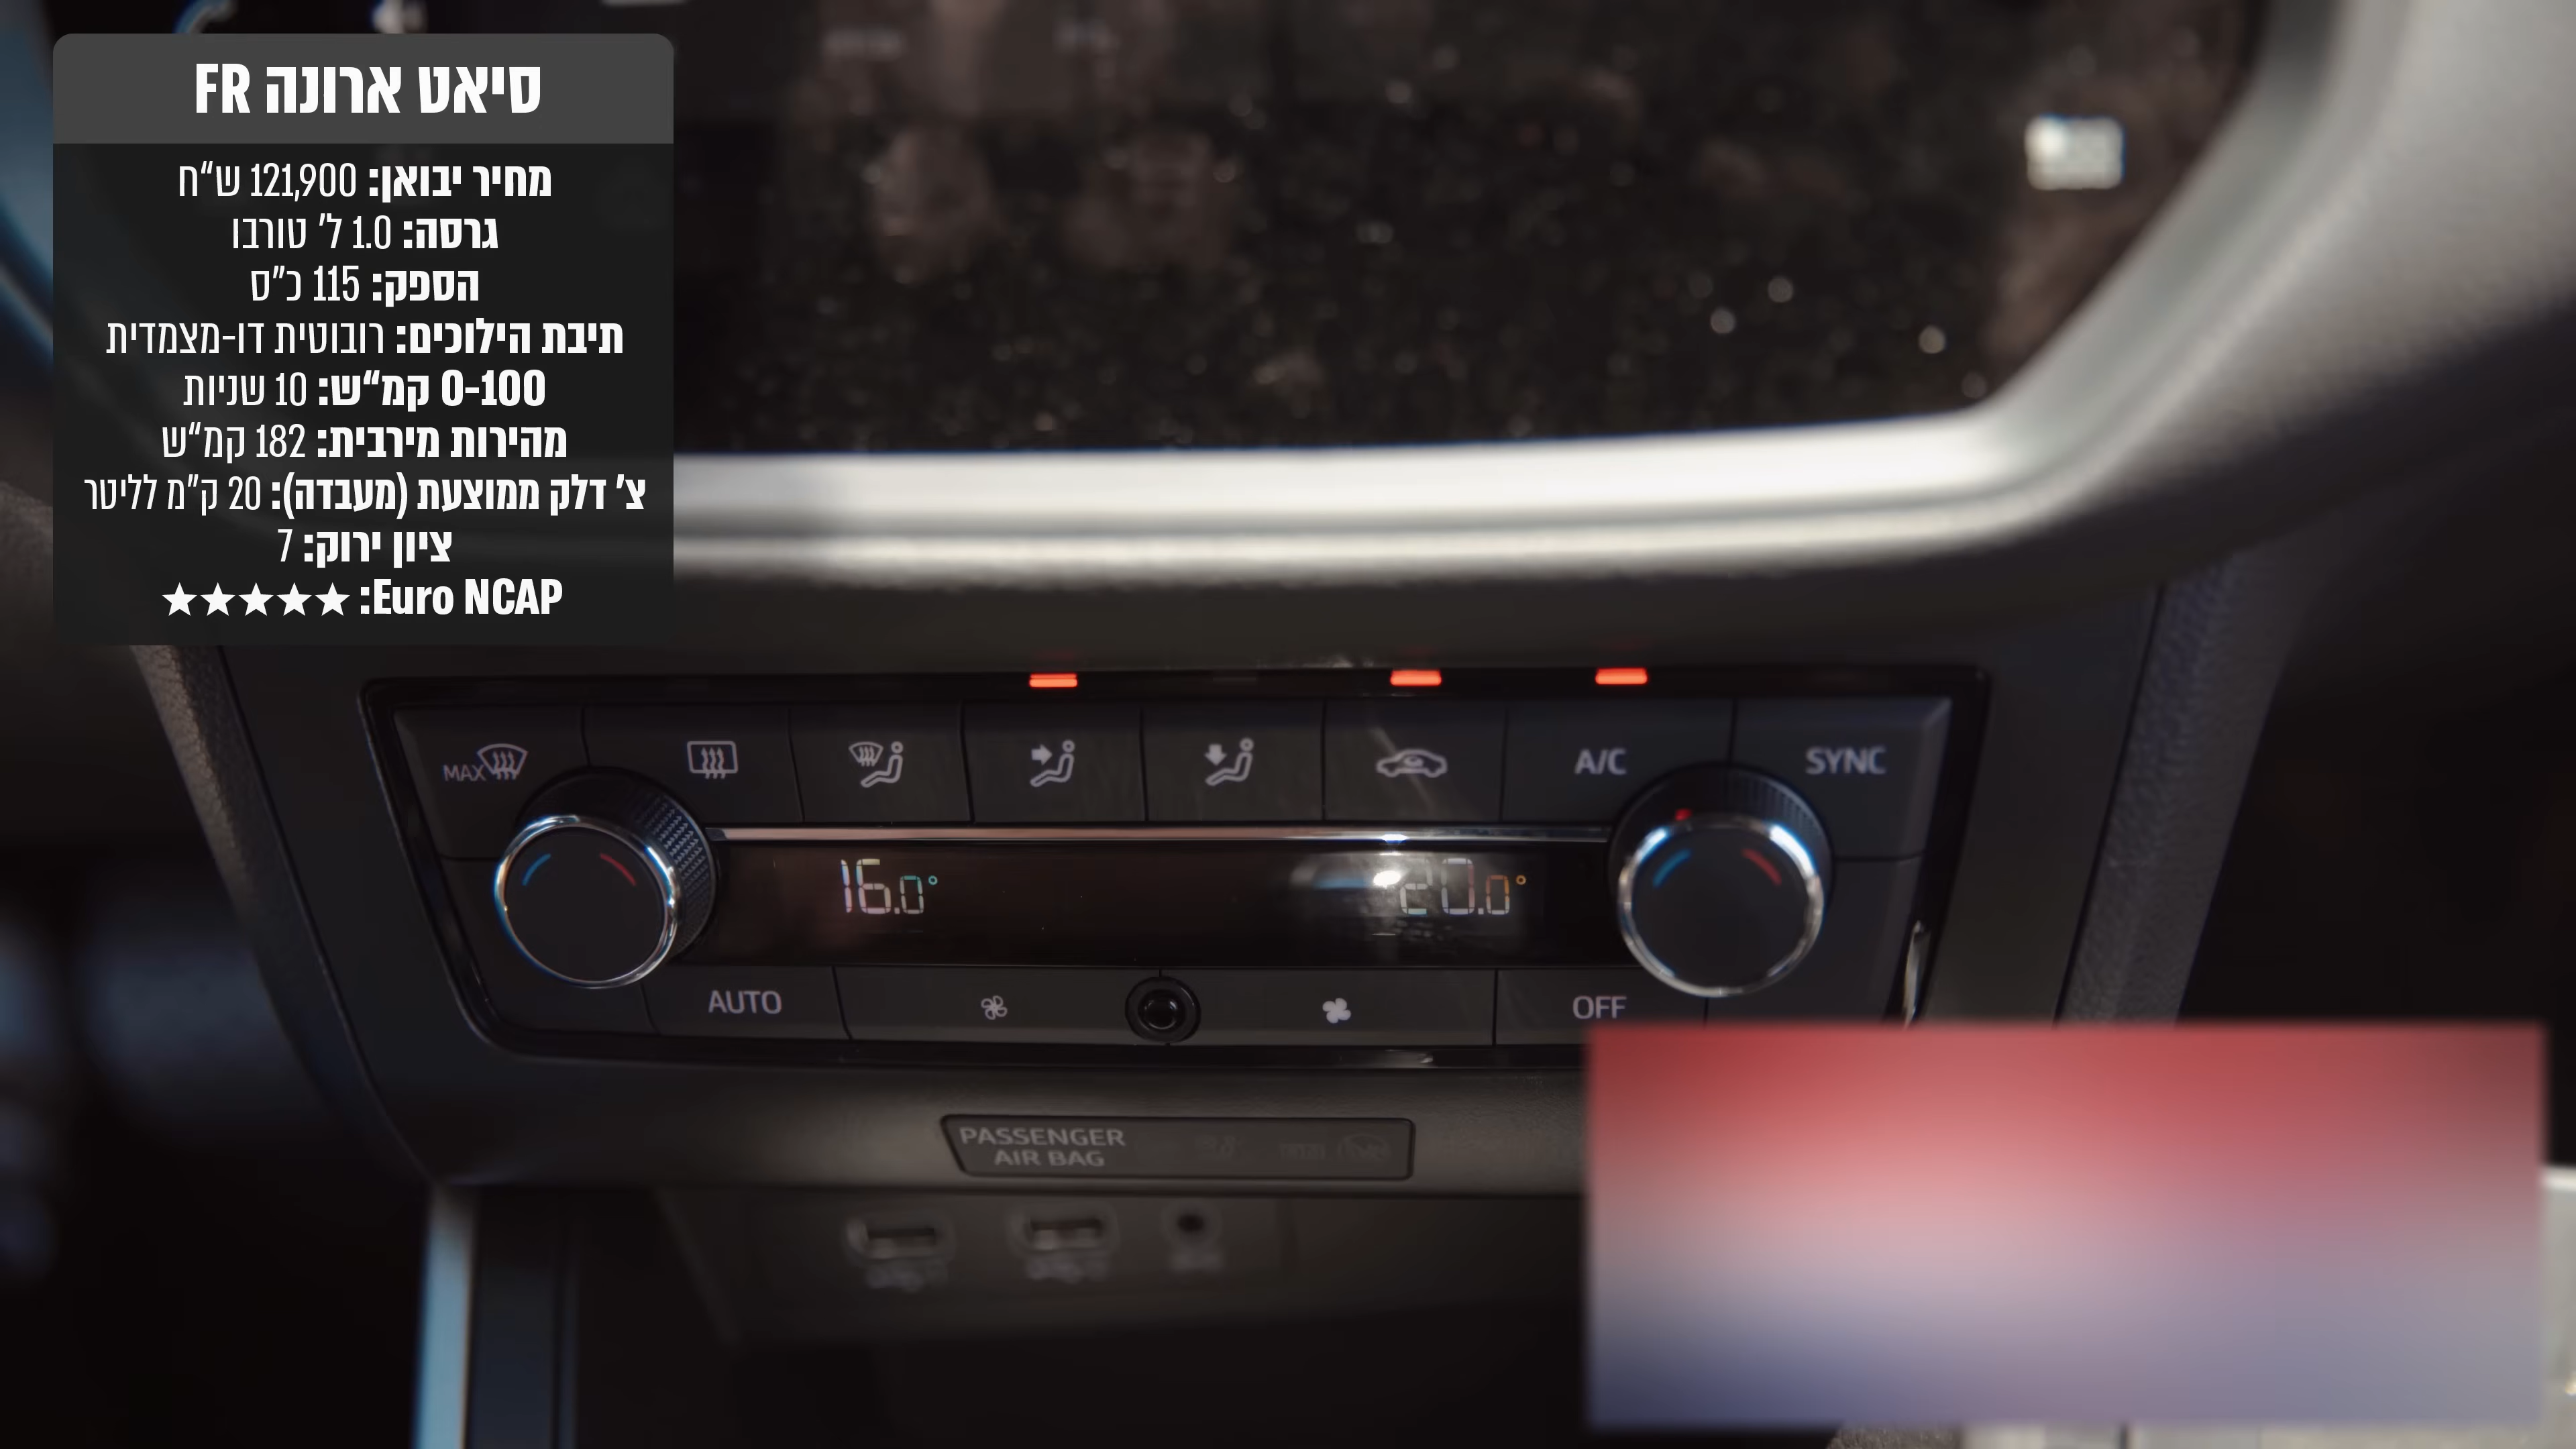 סיאט ארונה FR
מחיר יבואן: 121,900 ש"ח
גרסה: 1.0 ל' טורבו
הספק: 115 כ"ס
תיבת הילוכים: רובוטית דו-מצמדית
0-100 קמ"ש: 10 שניות
מהירות מירבית: 182 קמ"ש
צ' דלק ממוצעת (מעבדה): 20 ק"מ לליטר
ציון ירוק: 7
Euro NCAP: ★★★★★
MAX
A/C
SYNC
16.0° 20.0°
AUTO
OFF
PASSENGER
AIR BAG